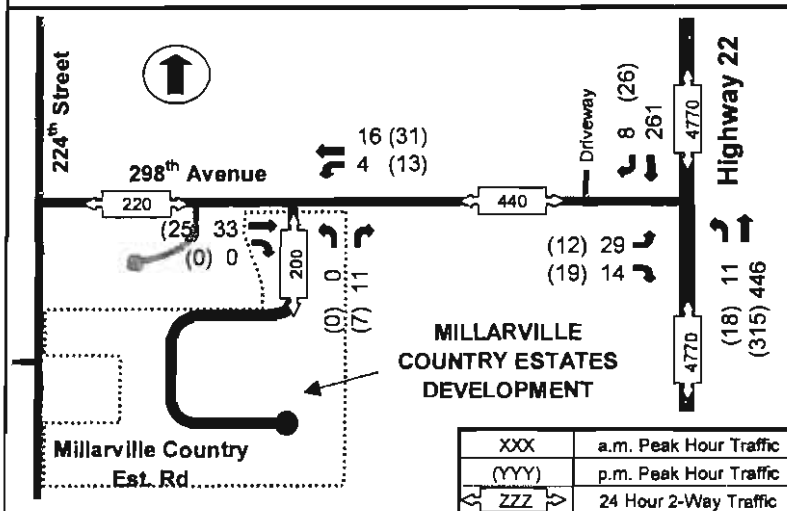 224th Street
298th Avenue
220
16 (31)
4 (13)
440
Driveway
8 (26)
261
4770
Highway 22
(25) 33
(0) 0
200
(0) 0
(7) 11
(12) 29
(19) 14
(18) 11
(315) 446
4770
MILLARVILLE
COUNTRY ESTATES
DEVELOPMENT
Millarville Country
Est. Rd
XXX a.m. Peak Hour Traffic
(YYY) p.m. Peak Hour Traffic
ZZZ 24 Hour 2-Way Traffic